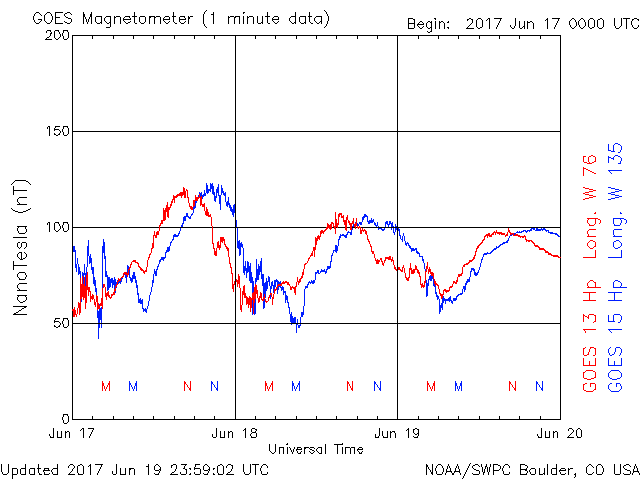 GOES Magnetometer (1 minute data)
Begin: 2017 Jun 17 0000 UTC
200
150
100
50
0
NanoTesla (nT)
M M N N M M N N M M N N
Jun 17 Jun 18 Jun 19 Jun 20
Universal Time
GOES 13 Hp Long. W 76
GOES 15 Hp Long. W 135
Updated 2017 Jun 19 23:59:02 UTC
NOAA/SWPC Boulder, CO USA